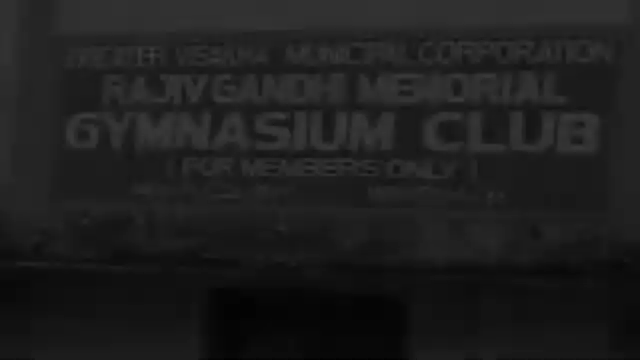 GREATER VISAKHA MUNICIPAL CORPORATION
RAJIV GANDHI MEMORIAL
GYMNASIUM CLUB
( FOR MEMBERS ONLY )